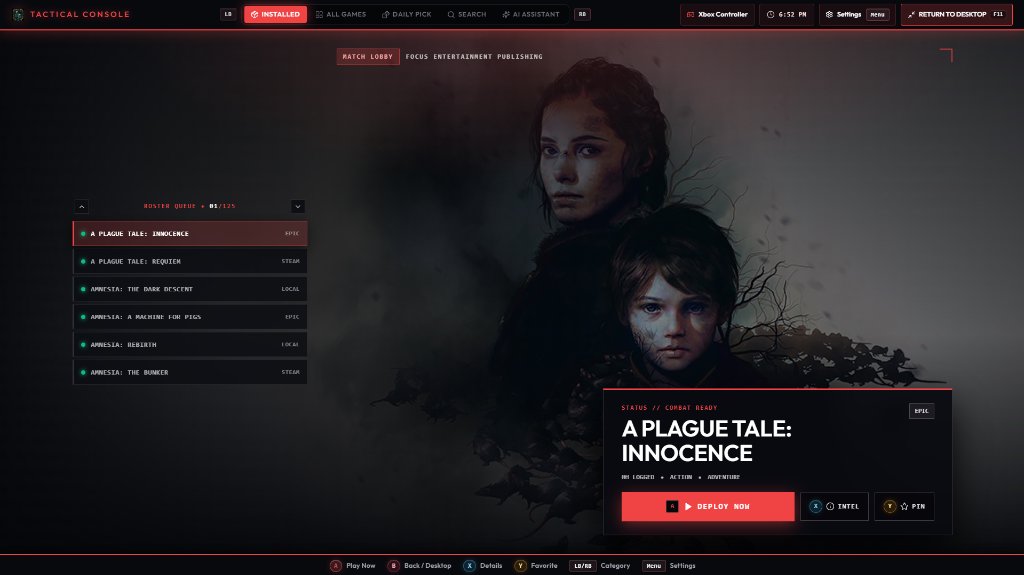 TACTICAL CONSOLE
LB
INSTALLED
ALL GAMES
DAILY PICK
SEARCH
AI ASSISTANT
RB
Xbox Controller
6:52 PM
Settings
Menu
RETURN TO DESKTOP
F11
MATCH LOBBY
FOCUS ENTERTAINMENT PUBLISHING
ROSTER QUEUE • 01/125
A PLAGUE TALE: INNOCENCE EPIC
A PLAGUE TALE: REQUIEM STEAM
AMNESIA: THE DARK DESCENT LOCAL
AMNESIA: A MACHINE FOR PIGS EPIC
AMNESIA: REBIRTH LOCAL
AMNESIA: THE BUNKER STEAM
STATUS // COMBAT READY
EPIC
A PLAGUE TALE:
INNOCENCE
0H LOGGED • ACTION • ADVENTURE
A DEPLOY NOW
X INTEL
Y PIN
A Play Now
B Back / Desktop
X Details
Y Favorite
LB/RB Category
Menu Settings